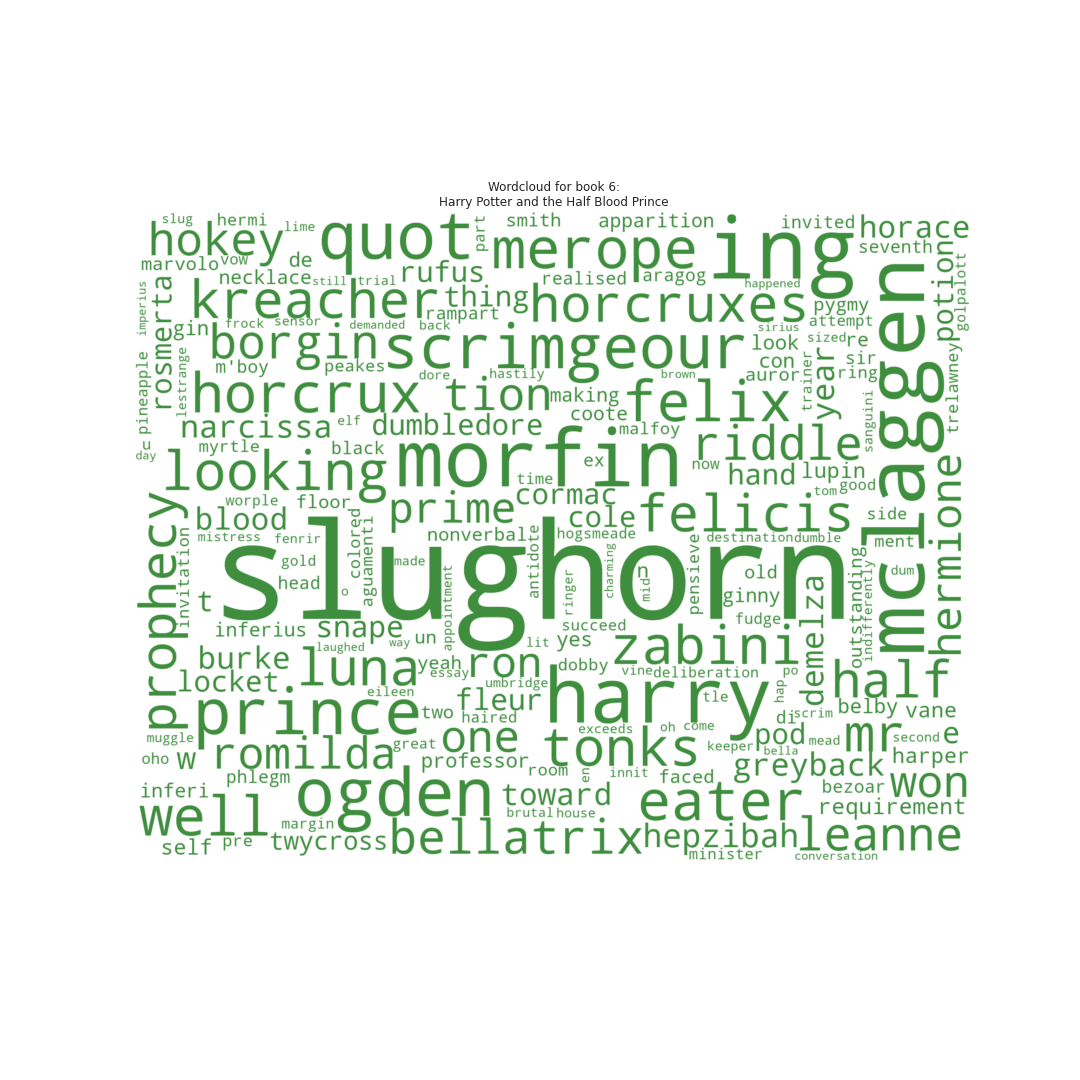 Wordcloud for book 6:
Harry Potter and the Half Blood Prince
slug hermi lime quot part smith apparition ing invited horace
hokey merope seventh
marvolo vow de rufus realised aragog potion
necklace still trial happened golpalott
imperius rosmerta kreacher thing horcruxes pygmy mclaggen
gin frock sensor rampart demanded back sirius attempt
borgin scrimgeour look sized re trelawney
m'boy peakes con sir
pineapple lestrange horcrux tion dore hastily brown auror trainer year ring
making felix sanguini
narcissa elf dumbledore coote malfoy riddle
u myrtle black morfin
day looking ex now hand lupin
time tom good
worple floor prime cormac felicis side hermione
prophecy blood cole
mistress fenrir colored nonverbal hogsmeade destination dumble ment
invitation slughorn
gold aguamenti made antidote pensieve outstanding dum
head o appointment ringer charming mid n old indifferently
t ginny demelza
inferius snape un succeed fudge
laughed way lit yes zabini
burke luna yeah ron dobby vine deliberation po half
locket essay
eileen umbridge harry tle hap
prince two fleur haired di scrim belby vane
muggle one exceeds oh come pod mr second e
oho w romilda great tonks keeper bella mead harper
phlegm professor room en innit faced greyback bezoar won
inferi ogden toward eater requirement
well margin brutal house
self pre twycross bellatrix hepzibah leanne
minister conversation